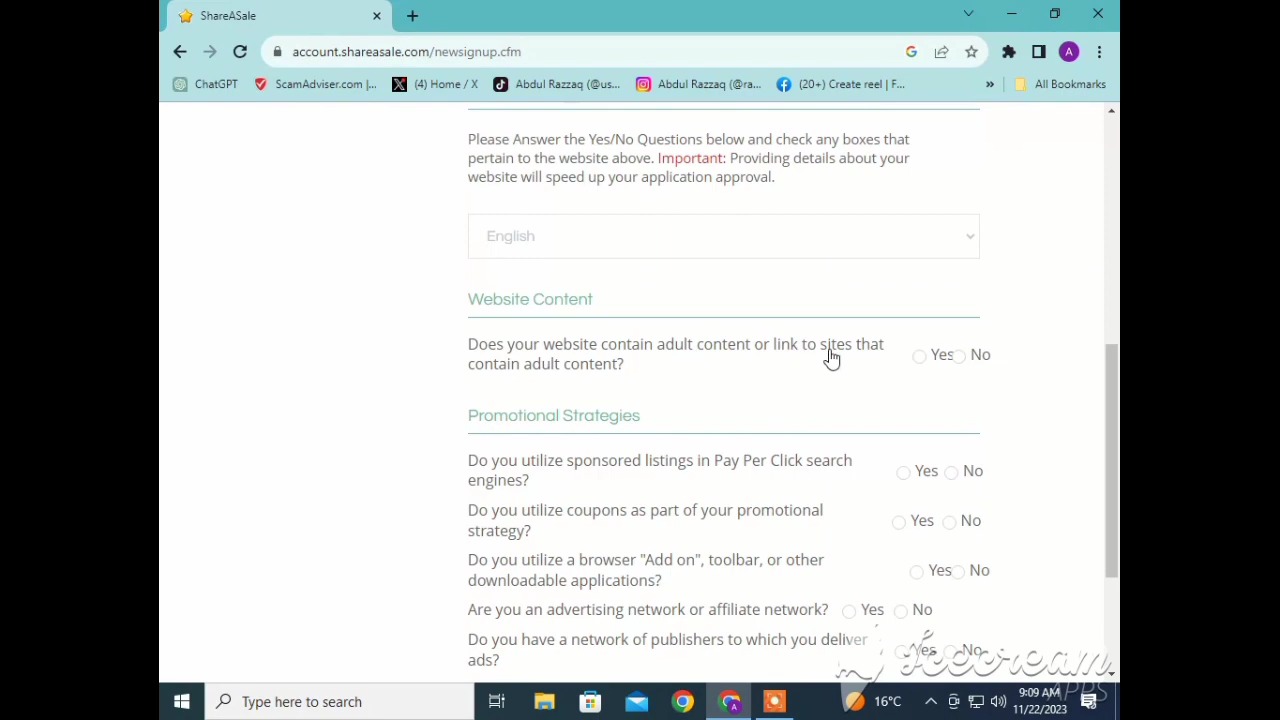 ShareASale
account.shareasale.com/newsignup.cfm
A
ChatGPT
ScamAdviser.com |...
(4) Home / X
Abdul Razzaq (@us...
Abdul Razzaq (@ra...
(20+) Create reel | F...
»
All Bookmarks
Please Answer the Yes/No Questions below and check any boxes that
pertain to the website above. Important: Providing details about your
website will speed up your application approval.
English
Website Content
Does your website contain adult content or link to sites that
contain adult content?
Yes No
Promotional Strategies
Do you utilize sponsored listings in Pay Per Click search
engines?
Yes No
Do you utilize coupons as part of your promotional
strategy?
Yes No
Do you utilize a browser "Add on", toolbar, or other
downloadable applications?
Yes No
Are you an advertising network or affiliate network? Yes No
Do you have a network of publishers to which you deliver
ads?
Yes No
Icecream
APPS
Type here to search
A
16°C
9:09 AM
11/22/2023